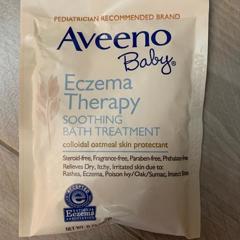 PEDIATRICIAN RECOMMENDED BRAND
Aveeno
Baby®
Eczema
Therapy
SOOTHING
BATH TREATMENT
colloidal oatmeal skin protectant
Steroid-free, Fragrance-free, Paraben-free, Phthalate-free
Relieves Dry, Itchy, Irritated skin due to:
Rashes, Eczema, Poison Ivy/Oak/Sumac, Insect Bites
Eczema
NET WT.